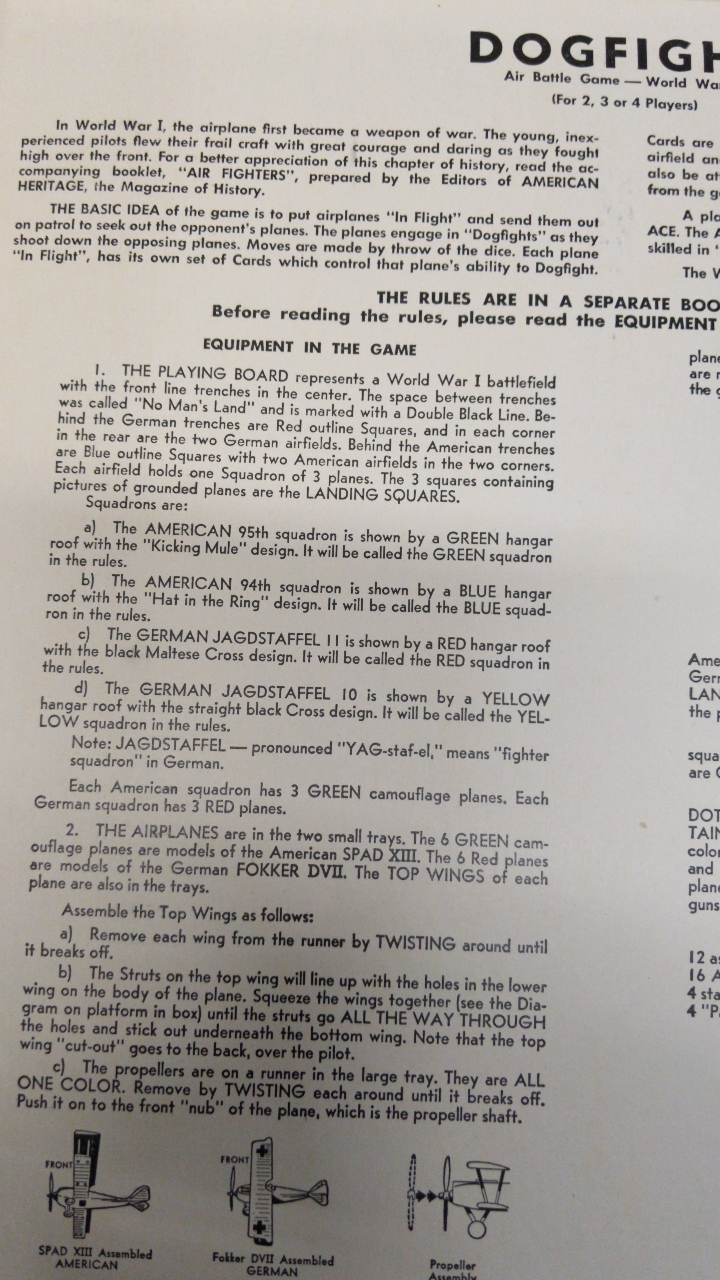 DOGFIGH
Air Battle Game — World Wa
(For 2, 3 or 4 Players)
In World War I, the airplane first became a weapon of war. The young, inex-
perienced pilots flew their frail craft with great courage and daring as they fought
high over the front. For a better appreciation of this chapter of history, read the ac-
companying booklet, "AIR FIGHTERS", prepared by the Editors of AMERICAN
HERITAGE, the Magazine of History.
THE BASIC IDEA of the game is to put airplanes "In Flight" and send them out
on patrol to seek out the opponent's planes. The planes engage in "Dogfights" as they
shoot down the opposing planes. Moves are made by throw of the dice. Each plane
"In Flight", has its own set of Cards which control that plane's ability to Dogfight.
Cards are
airfield an
also be at
from the g
A pla
ACE. The A
skilled in "
The W
THE RULES ARE IN A SEPARATE BOO
Before reading the rules, please read the EQUIPMENT
EQUIPMENT IN THE GAME
1. THE PLAYING BOARD represents a World War I battlefield
with the front line trenches in the center. The space between trenches
was called "No Man's Land" and is marked with a Double Black Line. Be-
hind the German trenches are Red outline Squares, and in each corner
in the rear are the two German airfields. Behind the American trenches
are Blue outline Squares with two American airfields in the two corners.
Each airfield holds one Squadron of 3 planes. The 3 squares containing
pictures of grounded planes are the LANDING SQUARES.
Squadrons are:
a) The AMERICAN 95th squadron is shown by a GREEN hangar
roof with the "Kicking Mule" design. It will be called the GREEN squadron
in the rules.
b) The AMERICAN 94th squadron is shown by a BLUE hangar
roof with the "Hat in the Ring" design. It will be called the BLUE squad-
ron in the rules.
c) The GERMAN JAGDSTAFFEL 11 is shown by a RED hangar roof
with the black Maltese Cross design. It will be called the RED squadron in
the rules.
d) The GERMAN JAGDSTAFFEL 10 is shown by a YELLOW
hangar roof with the straight black Cross design. It will be called the YEL-
LOW squadron in the rules.
Note: JAGDSTAFFEL — pronounced "YAG-staf-el," means "fighter
squadron" in German.
Each American squadron has 3 GREEN camouflage planes. Each
German squadron has 3 RED planes.
2. THE AIRPLANES are in the two small trays. The 6 GREEN cam-
ouflage planes are models of the American SPAD XIII. The 6 Red planes
are models of the German FOKKER DVII. The TOP WINGS of each
plane are also in the trays.
Assemble the Top Wings as follows:
a) Remove each wing from the runner by TWISTING around until
it breaks off.
b) The Struts on the top wing will line up with the holes in the lower
wing on the body of the plane. Squeeze the wings together (see the Dia-
gram on platform in box) until the struts go ALL THE WAY THROUGH
the holes and stick out underneath the bottom wing. Note that the top
wing "cut-out" goes to the back, over the pilot.
c) The propellers are on a runner in the large tray. They are ALL
ONE COLOR. Remove by TWISTING each around until it breaks off.
Push it on to the front "nub" of the plane, which is the propeller shaft.
FRONT
SPAD XIII Assembled
AMERICAN
FRONT
Fokker DVII Assembled
GERMAN
Propeller
Assembly
plane
are r
the g
Ame
Germ
LAN
the p
squa
are G
DOT
TAIN
color
and
plane
guns
12 as
16 A
4 sta
4 "P